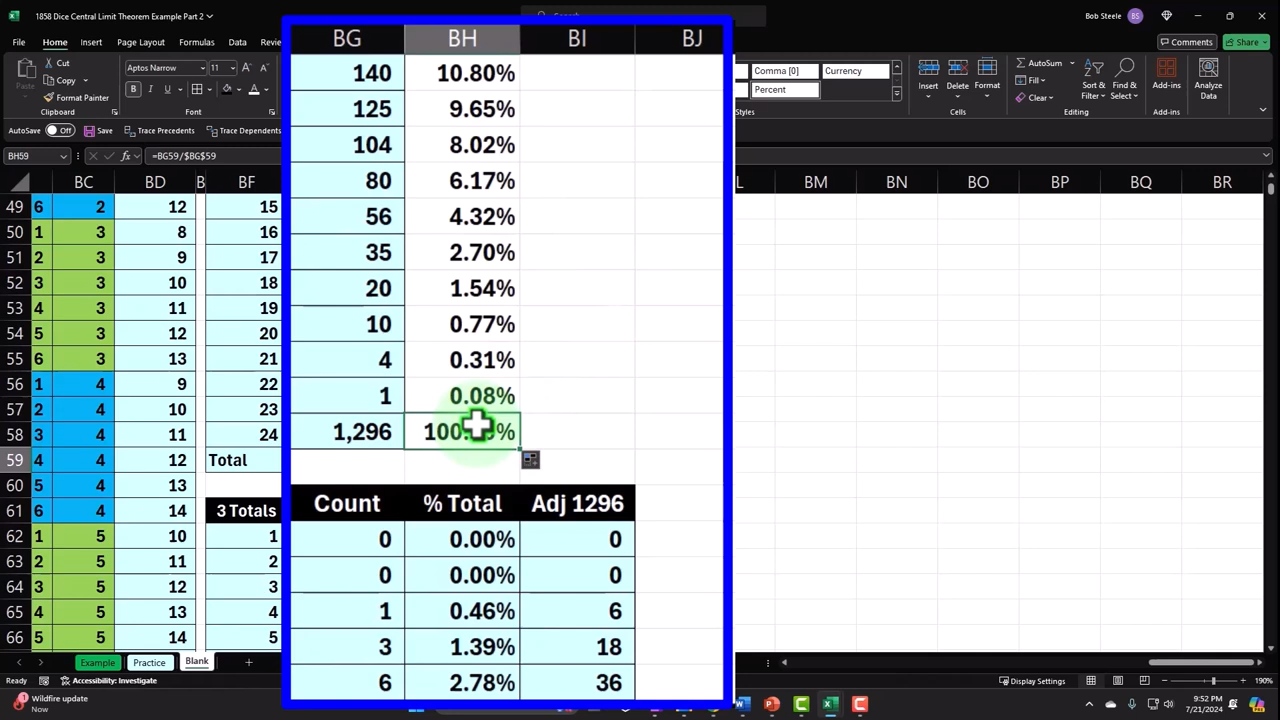 1858 Dice Central Limit Theorem Example Part 2
Search
Bob Steele
BS
File Home Insert Page Layout Formulas Data
Comments
Share
Cut
Copy
Format Painter
Clipboard
Aptos Narrow 11
B I U
Comma [0] Currency
Percent
Styles
Insert Delete Format
Cells
AutoSum
Clear
Sort & Filter
Find & Select
Add-ins
Add-ins
Analyze Data
AutoSave Off Save Trace Precedents Trace Dependents
BH59 fx =BG59/$BG$59
BC BD B BF BG BH BI BJ L BM BN BO BP BQ BR
140 10.80%
125 9.65%
104 8.02%
80 6.17%
56 4.32%
35 2.70%
20 1.54%
10 0.77%
4 0.31%
1 0.08%
1,296
Count % Total Adj 1296
0 0.00% 0
0 0.00% 0
1 0.46% 6
3 1.39% 18
6 2.78% 36
49 6 2 12 15
50 1 3 8 16
51 2 3 9 17
52 3 3 10 18
53 4 3 11 19
54 5 3 12 20
55 6 3 13 21
56 1 4 9 22
57 2 4 10 23
58 3 4 11 24
59 4 4 12 Total
60 5 4 13
61 6 4 14 3 Totals
62 1 5 10 1
63 2 5 11 2
64 3 5 12 3
65 4 5 13 4
66 5 5 14 5
Example Practice Blank +
Ready Accessibility: Investigate
Display Settings
190%
Wildfire update
Now
9:52 PM
7/21/2024